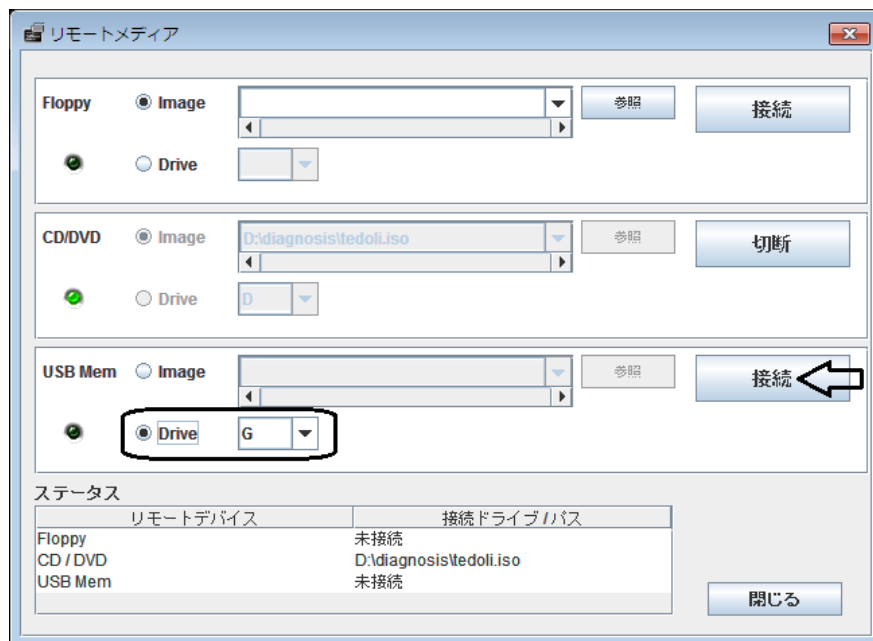 リモートメディア
Floppy Image 参照 接続
Drive
CD/DVD Image D:\diagnosis\tedoli.iso 参照 切断
Drive D
USB Mem Image 参照 接続
Drive G
ステータス
リモートデバイス 接続ドライブ / パス
Floppy 未接続
CD / DVD D:\diagnosis\tedoli.iso
USB Mem 未接続
閉じる